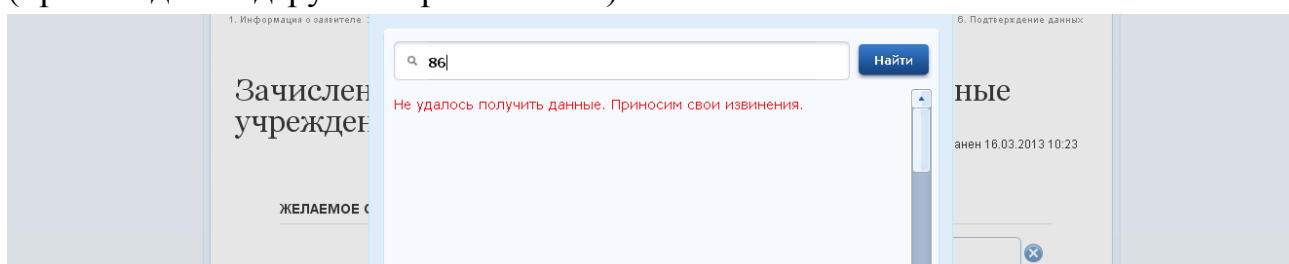 1. Информация о заявителе
6. Подтверждение данных
86
Найти
Не удалось получить данные. Приносим свои извинения.
Зачислен ные
учрежден
анен 16.03.2013 10:23
ЖЕЛАЕМОЕ